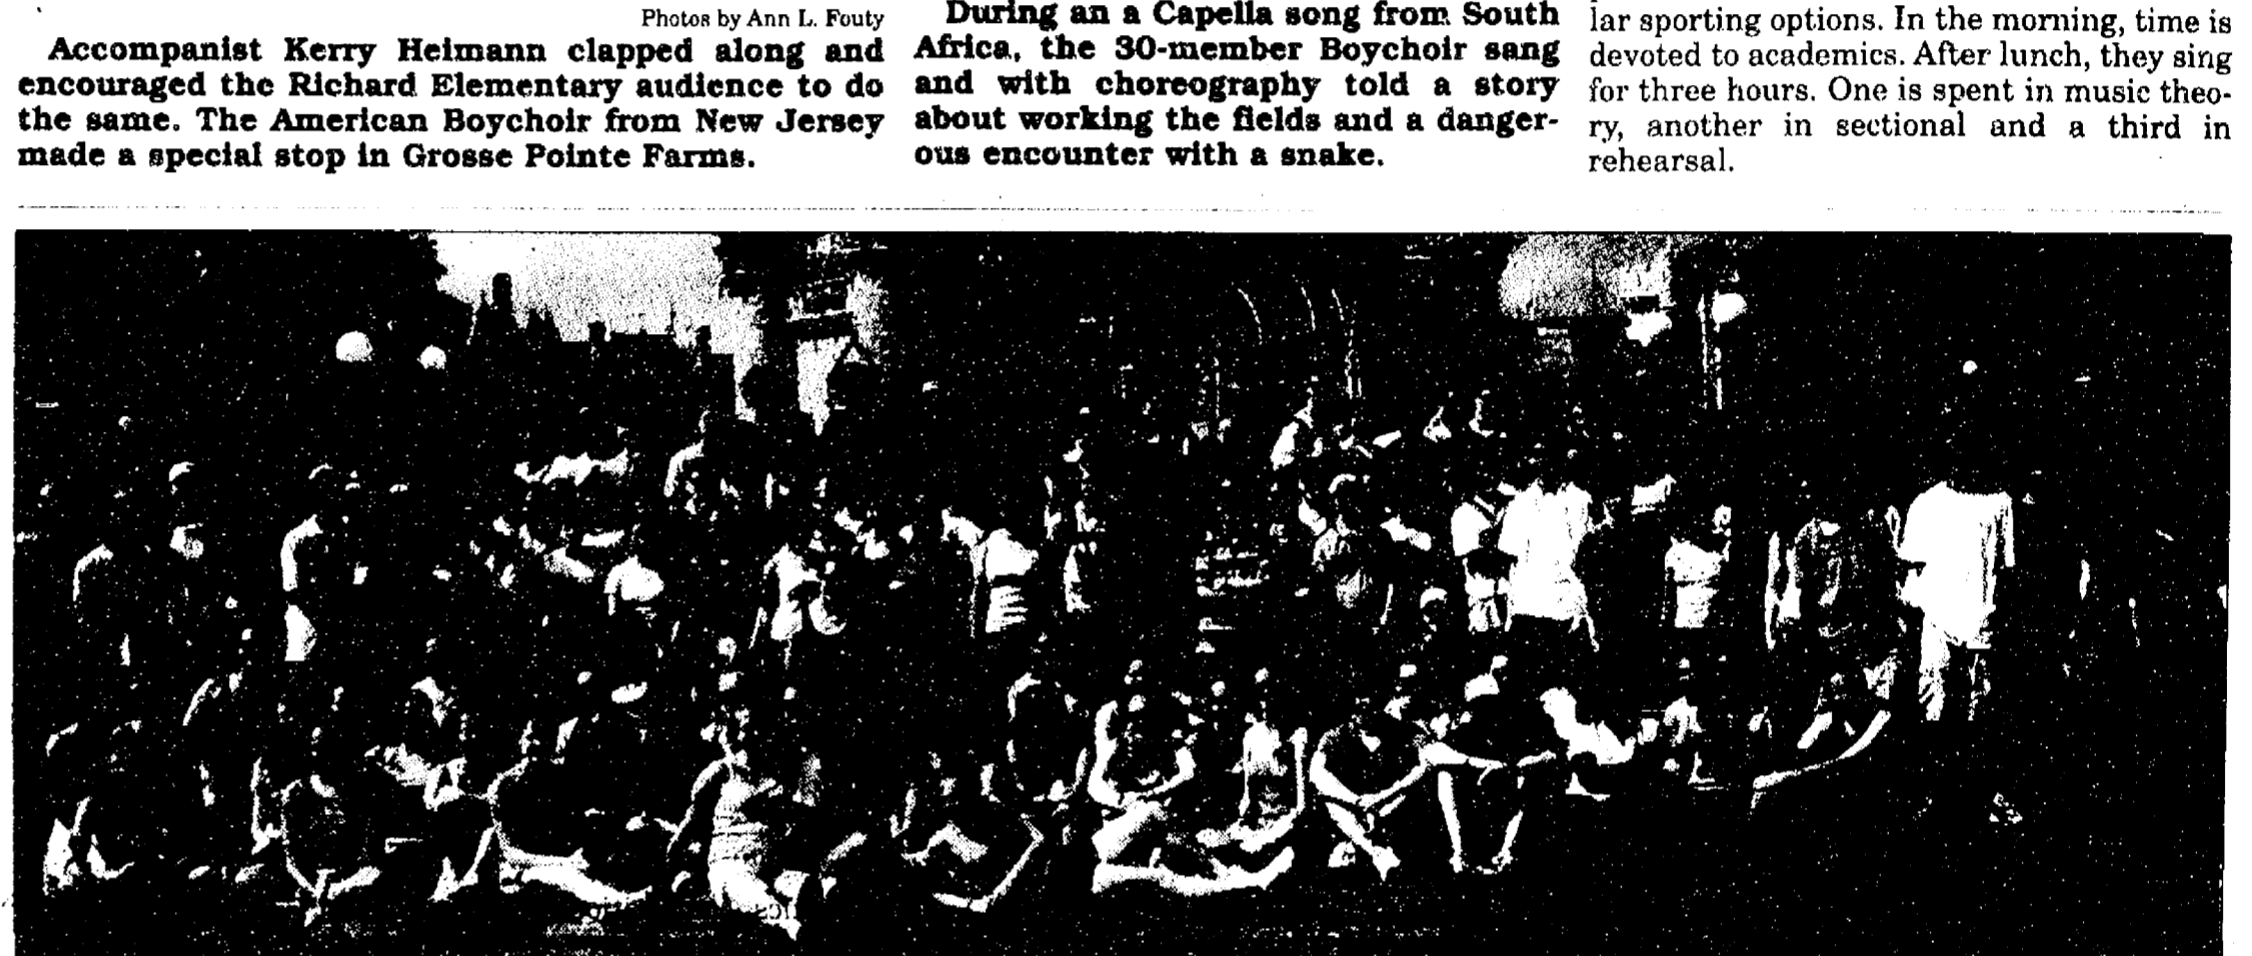 Photos by Ann L. Fouty
Accompanist Kerry Heimann clapped along and
encouraged the Richard Elementary audience to do
the same. The American Boychoir from New Jersey
made a special stop in Grosse Pointe Farms.
During an a Capella song from South
Africa, the 30-member Boychoir sang
and with choreography told a story
about working the fields and a danger-
ous encounter with a snake.
lar sporting options. In the morning, time is
devoted to academics. After lunch, they sing
for three hours. One is spent in music theo-
ry, another in sectional and a third in
rehearsal.